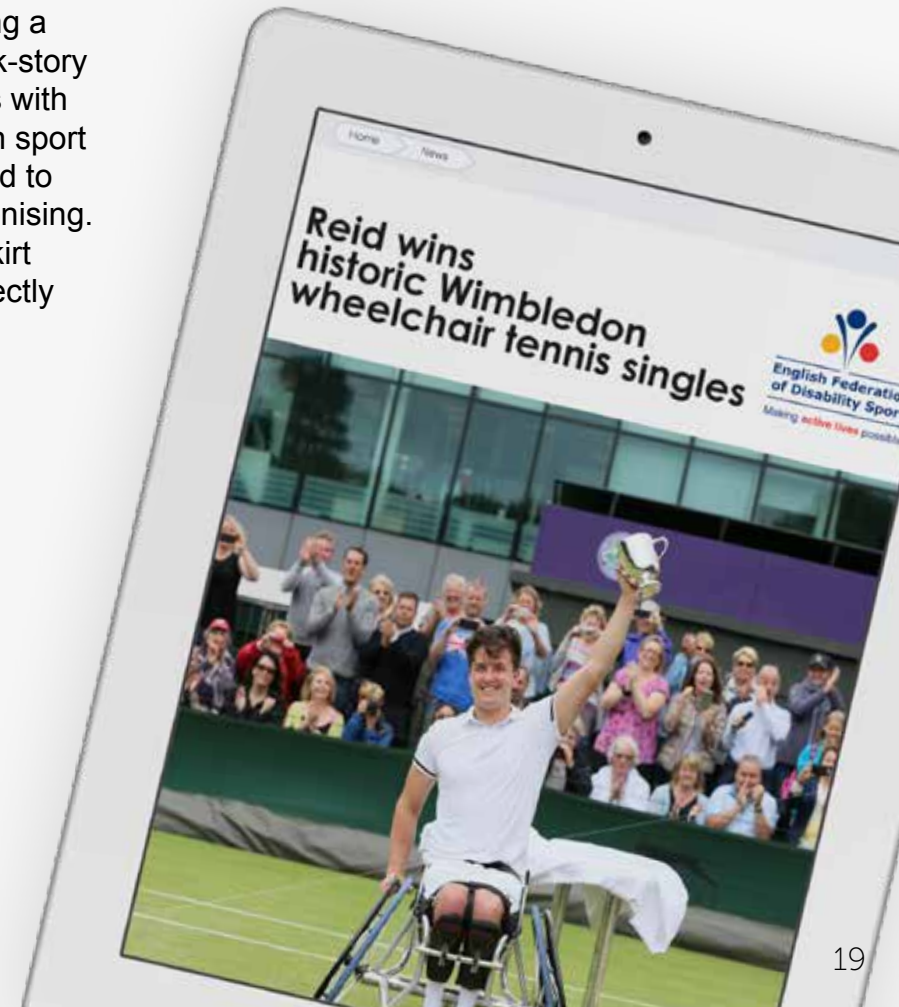 ng a
k-story
s with
n sport
d to
nising.
kirt
ectly
Home News
Reid wins
historic Wimbledon
wheelchair tennis singles
English Federatio
of Disability Spor
Making active lives possible
19